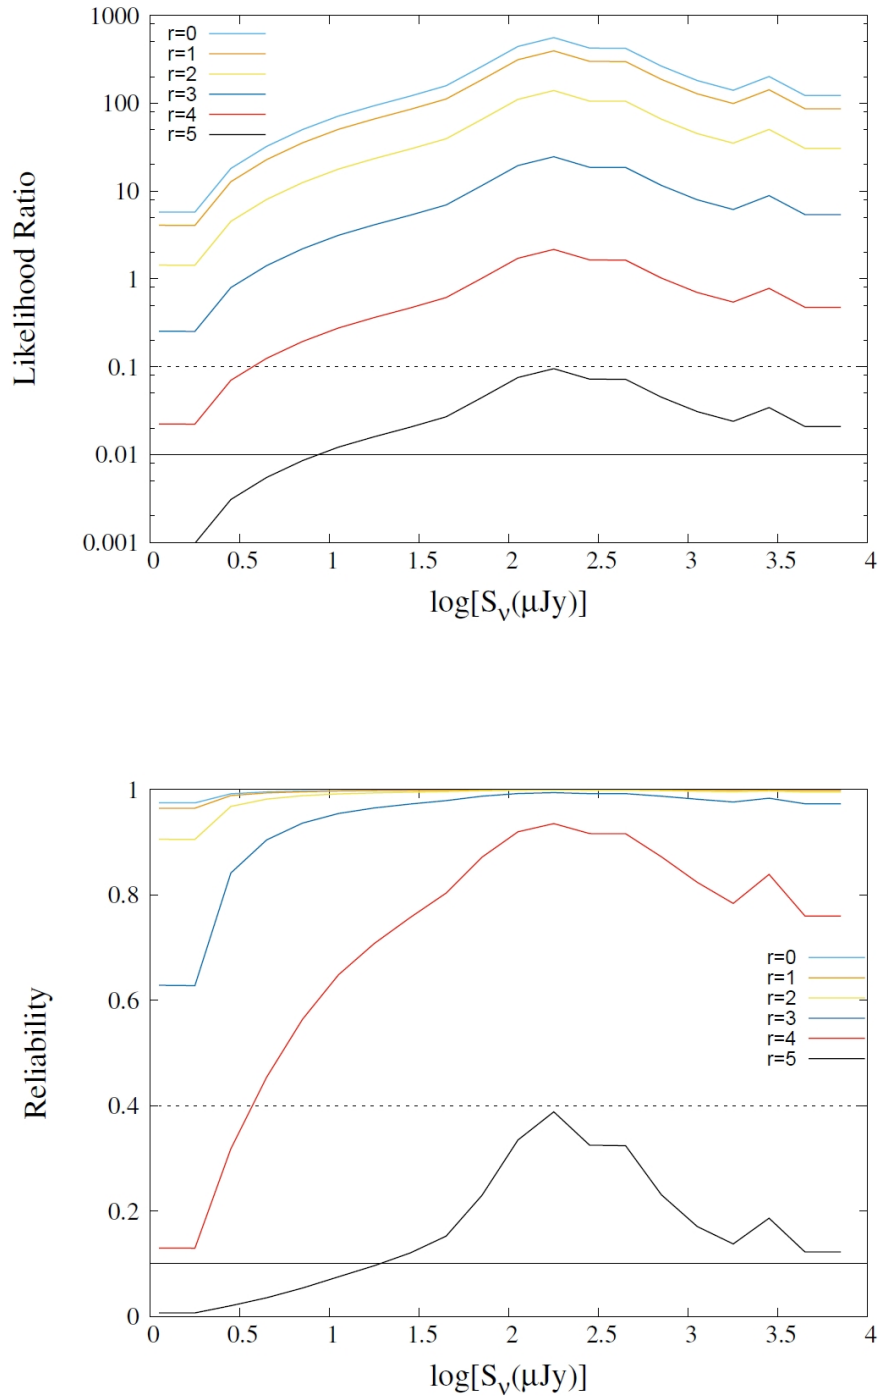 1000
100
10
1
0.1
0.01
0.001
Likelihood Ratio
r=0
r=1
r=2
r=3
r=4
r=5
0 0.5 1 1.5 2 2.5 3 3.5 4
log[Sν(μJy)]
1
0.8
0.6
0.4
0.2
0
Reliability
r=0
r=1
r=2
r=3
r=4
r=5
0 0.5 1 1.5 2 2.5 3 3.5 4
log[Sν(μJy)]